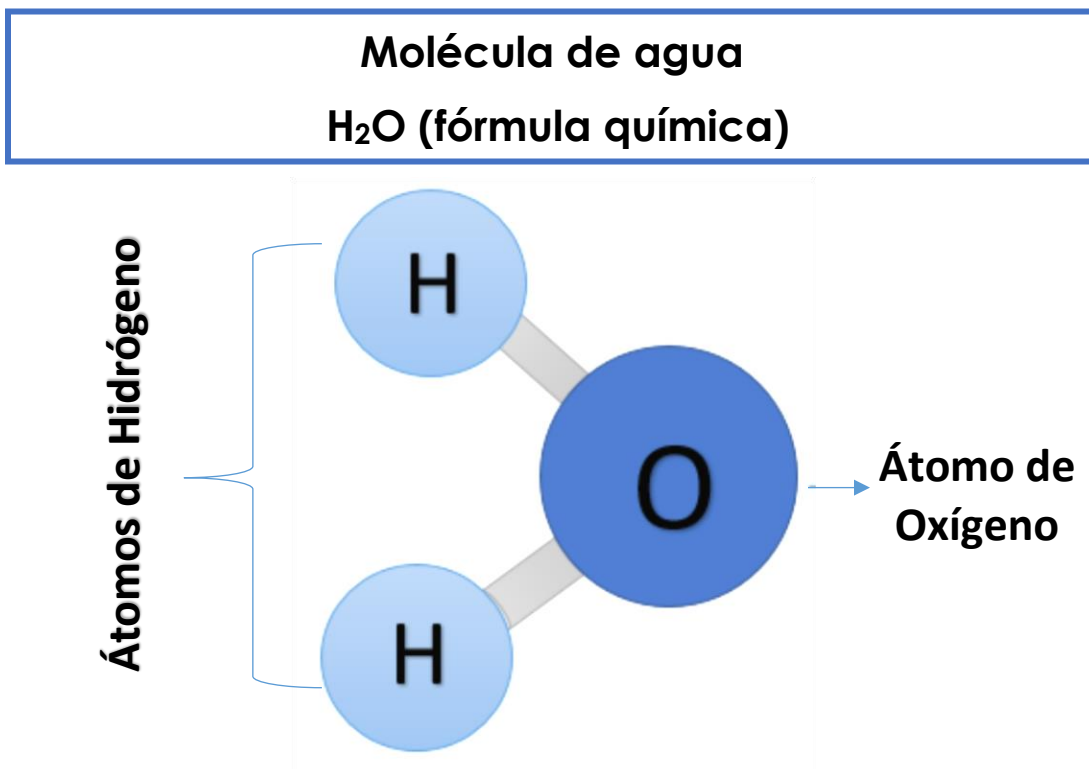 Molécula de agua
H₂O (fórmula química)
Átomos de Hidrógeno
H
O
H
Átomo de
Oxígeno